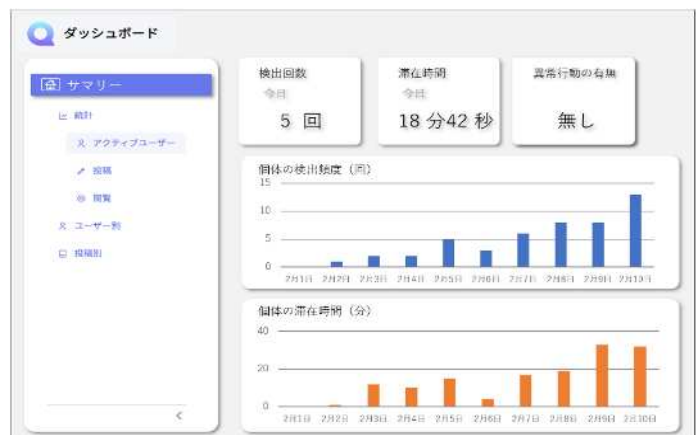 ダッシュボード
サマリー
統計
アクティブユーザー
投稿
閲覧
ユーザー別
投稿別
検出回数
今日
5 回
滞在時間
今日
18 分42 秒
異常行動の有無
無し
個体の検出頻度（回）
15
10
5
0
2月1日 2月2日 2月3日 2月4日 2月5日 2月6日 2月7日 2月8日 2月9日 2月10日
個体の滞在時間（分）
40
20
0
2月1日 2月2日 2月3日 2月4日 2月5日 2月6日 2月7日 2月8日 2月9日 2月10日